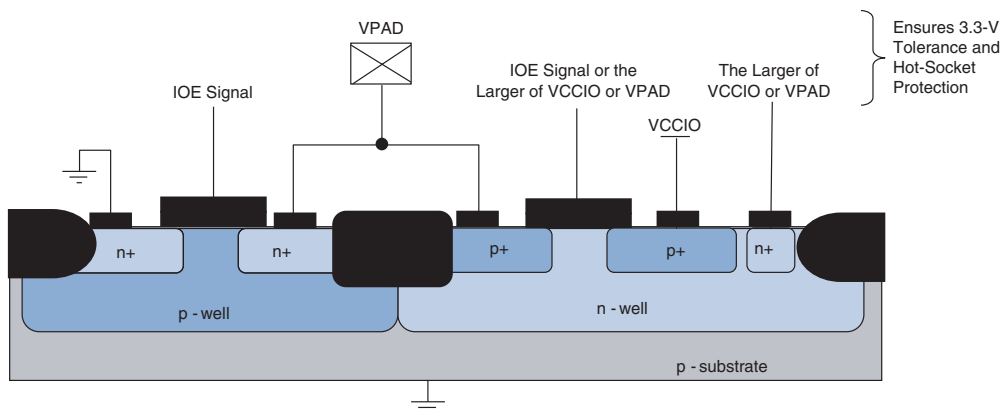 VPAD
Ensures 3.3-V
Tolerance and
Hot-Socket
Protection
IOE Signal
IOE Signal or the
Larger of VCCIO or VPAD
The Larger of
VCCIO or VPAD
VCCIO
n+
n+
p+
p+
n+
p - well
n - well
p - substrate